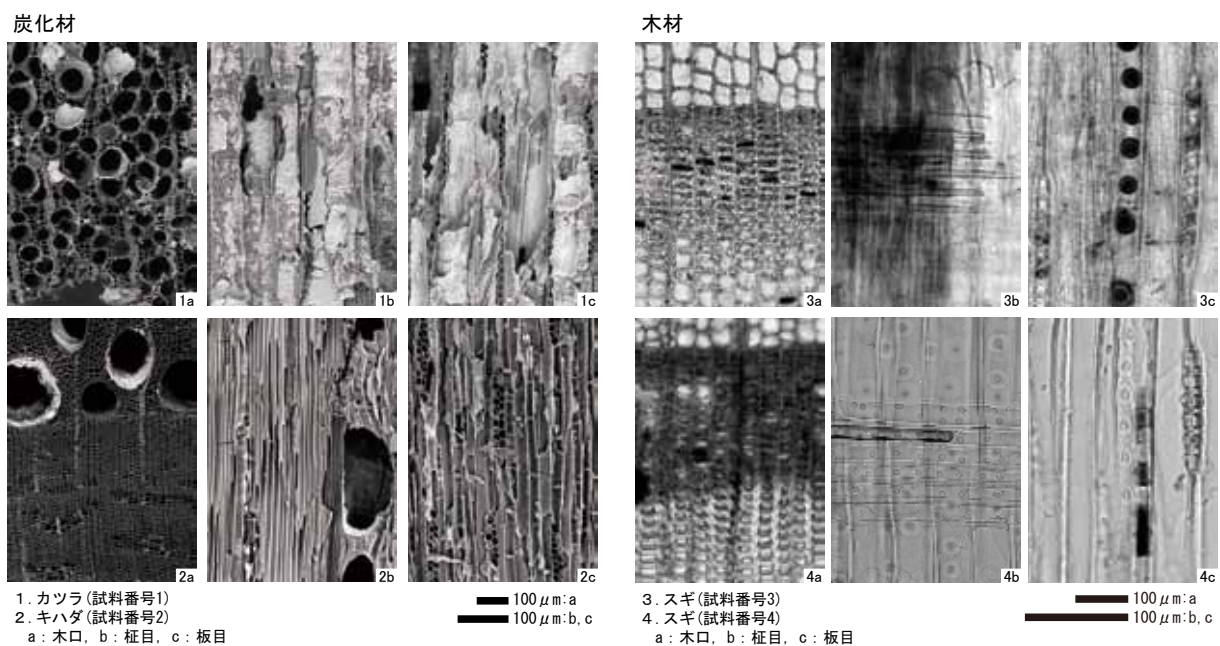 炭化材
1a
1b
1c
2a
2b
2c
1．カツラ(試料番号1)
2．キハダ(試料番号2)
a：木口，b：柾目，c：板目
100μm:a
100μm:b,c
木材
3a
3b
3c
4a
4b
4c
3．スギ(試料番号3)
4．スギ(試料番号4)
a：木口，b：柾目，c：板目
100μm:a
100μm:b,c